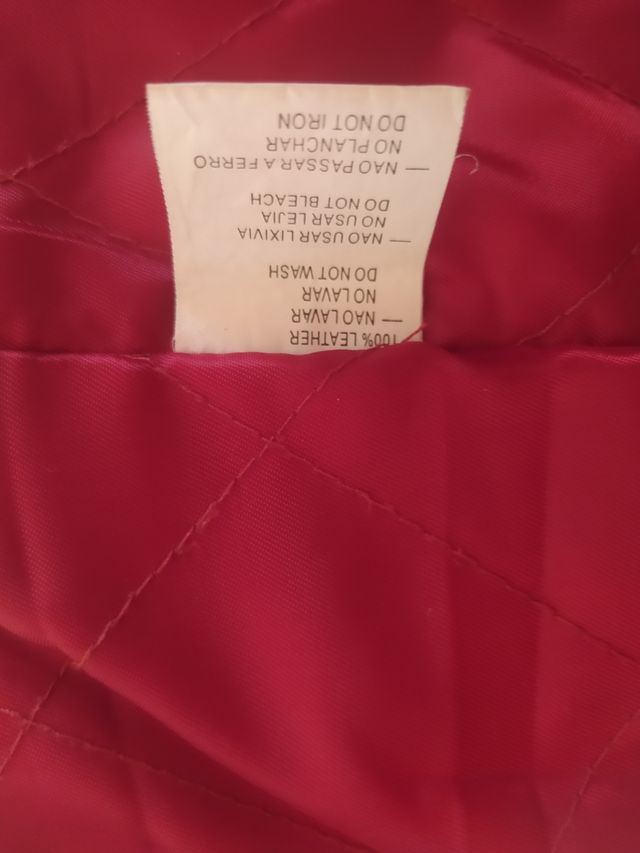 100% LEATHER
— NAO LAVAR
NO LAVAR
DO NOT WASH
— NAO USAR LIXIVIA
NO USAR LEJIA
DO NOT BLEACH
— NAO PASSAR A FERRO
NO PLANCHAR
DO NOT IRON